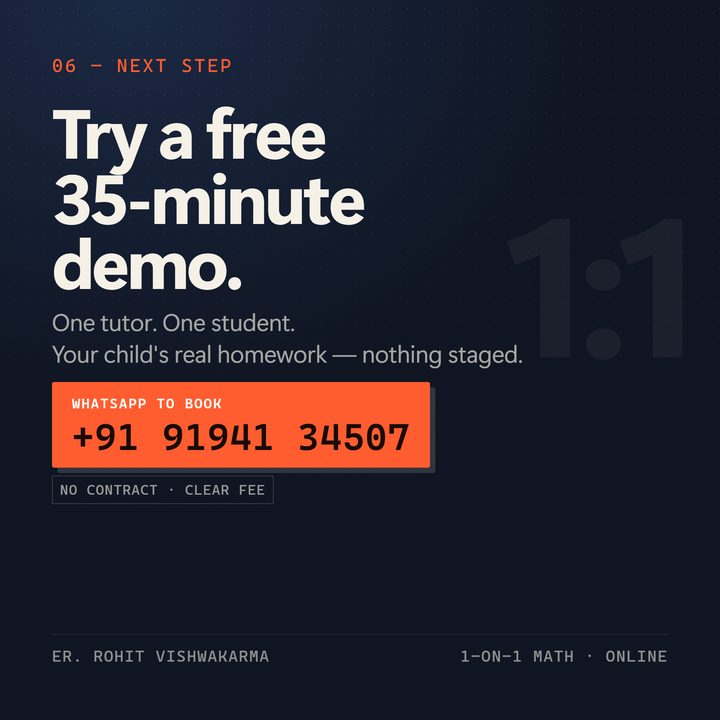 06 — NEXT STEP
Try a free
35-minute
demo.
1:1
One tutor. One student.
Your child's real homework — nothing staged.
WHATSAPP TO BOOK
+91 91941 34507
NO CONTRACT · CLEAR FEE
ER. ROHIT VISHWAKARMA
1-ON-1 MATH · ONLINE